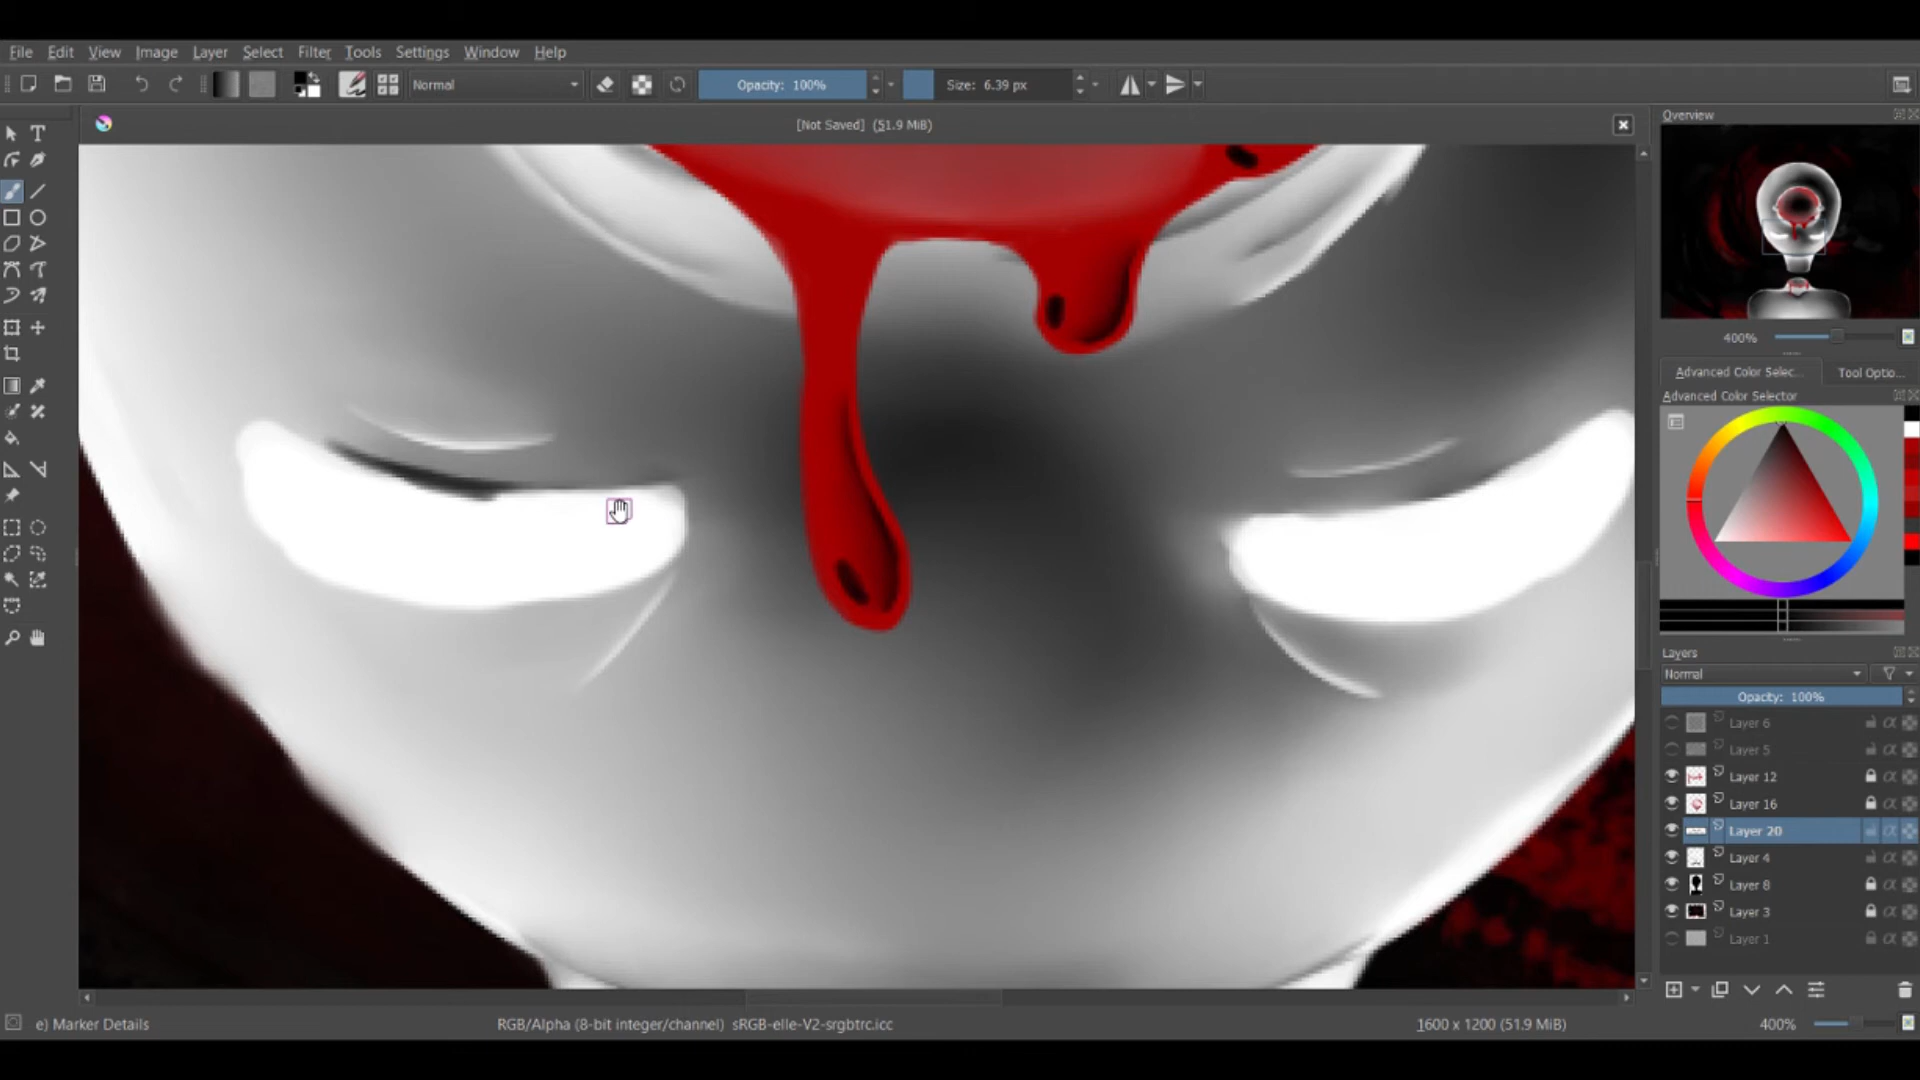 File Edit View Image Layer Select Filter Tools Settings Window Help
Normal Opacity: 100% Size: 6.39 px
[Not Saved] (51.9 MiB)
Overview
400%
Advanced Color Selec... Tool Optio...
Advanced Color Selector
Layers
Normal
Opacity: 100%
Layer 6
Layer 5
Layer 12
Layer 16
Layer 20
Layer 4
Layer 8
Layer 3
Layer 1
e) Marker Details RGB/Alpha (8-bit integer/channel) sRGB-elle-V2-srgbtrc.icc 1600 x 1200 (51.9 MiB) 400%